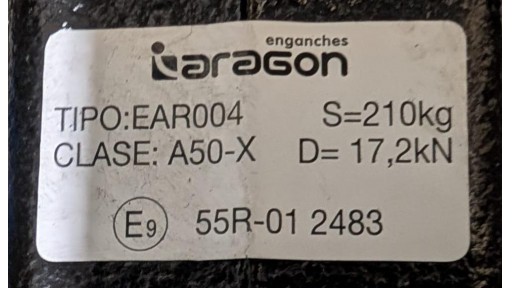 enganches
aragon
TIPO:EAR004 S=210kg
CLASE: A50-X D= 17,2kN
E9 55R-01 2483